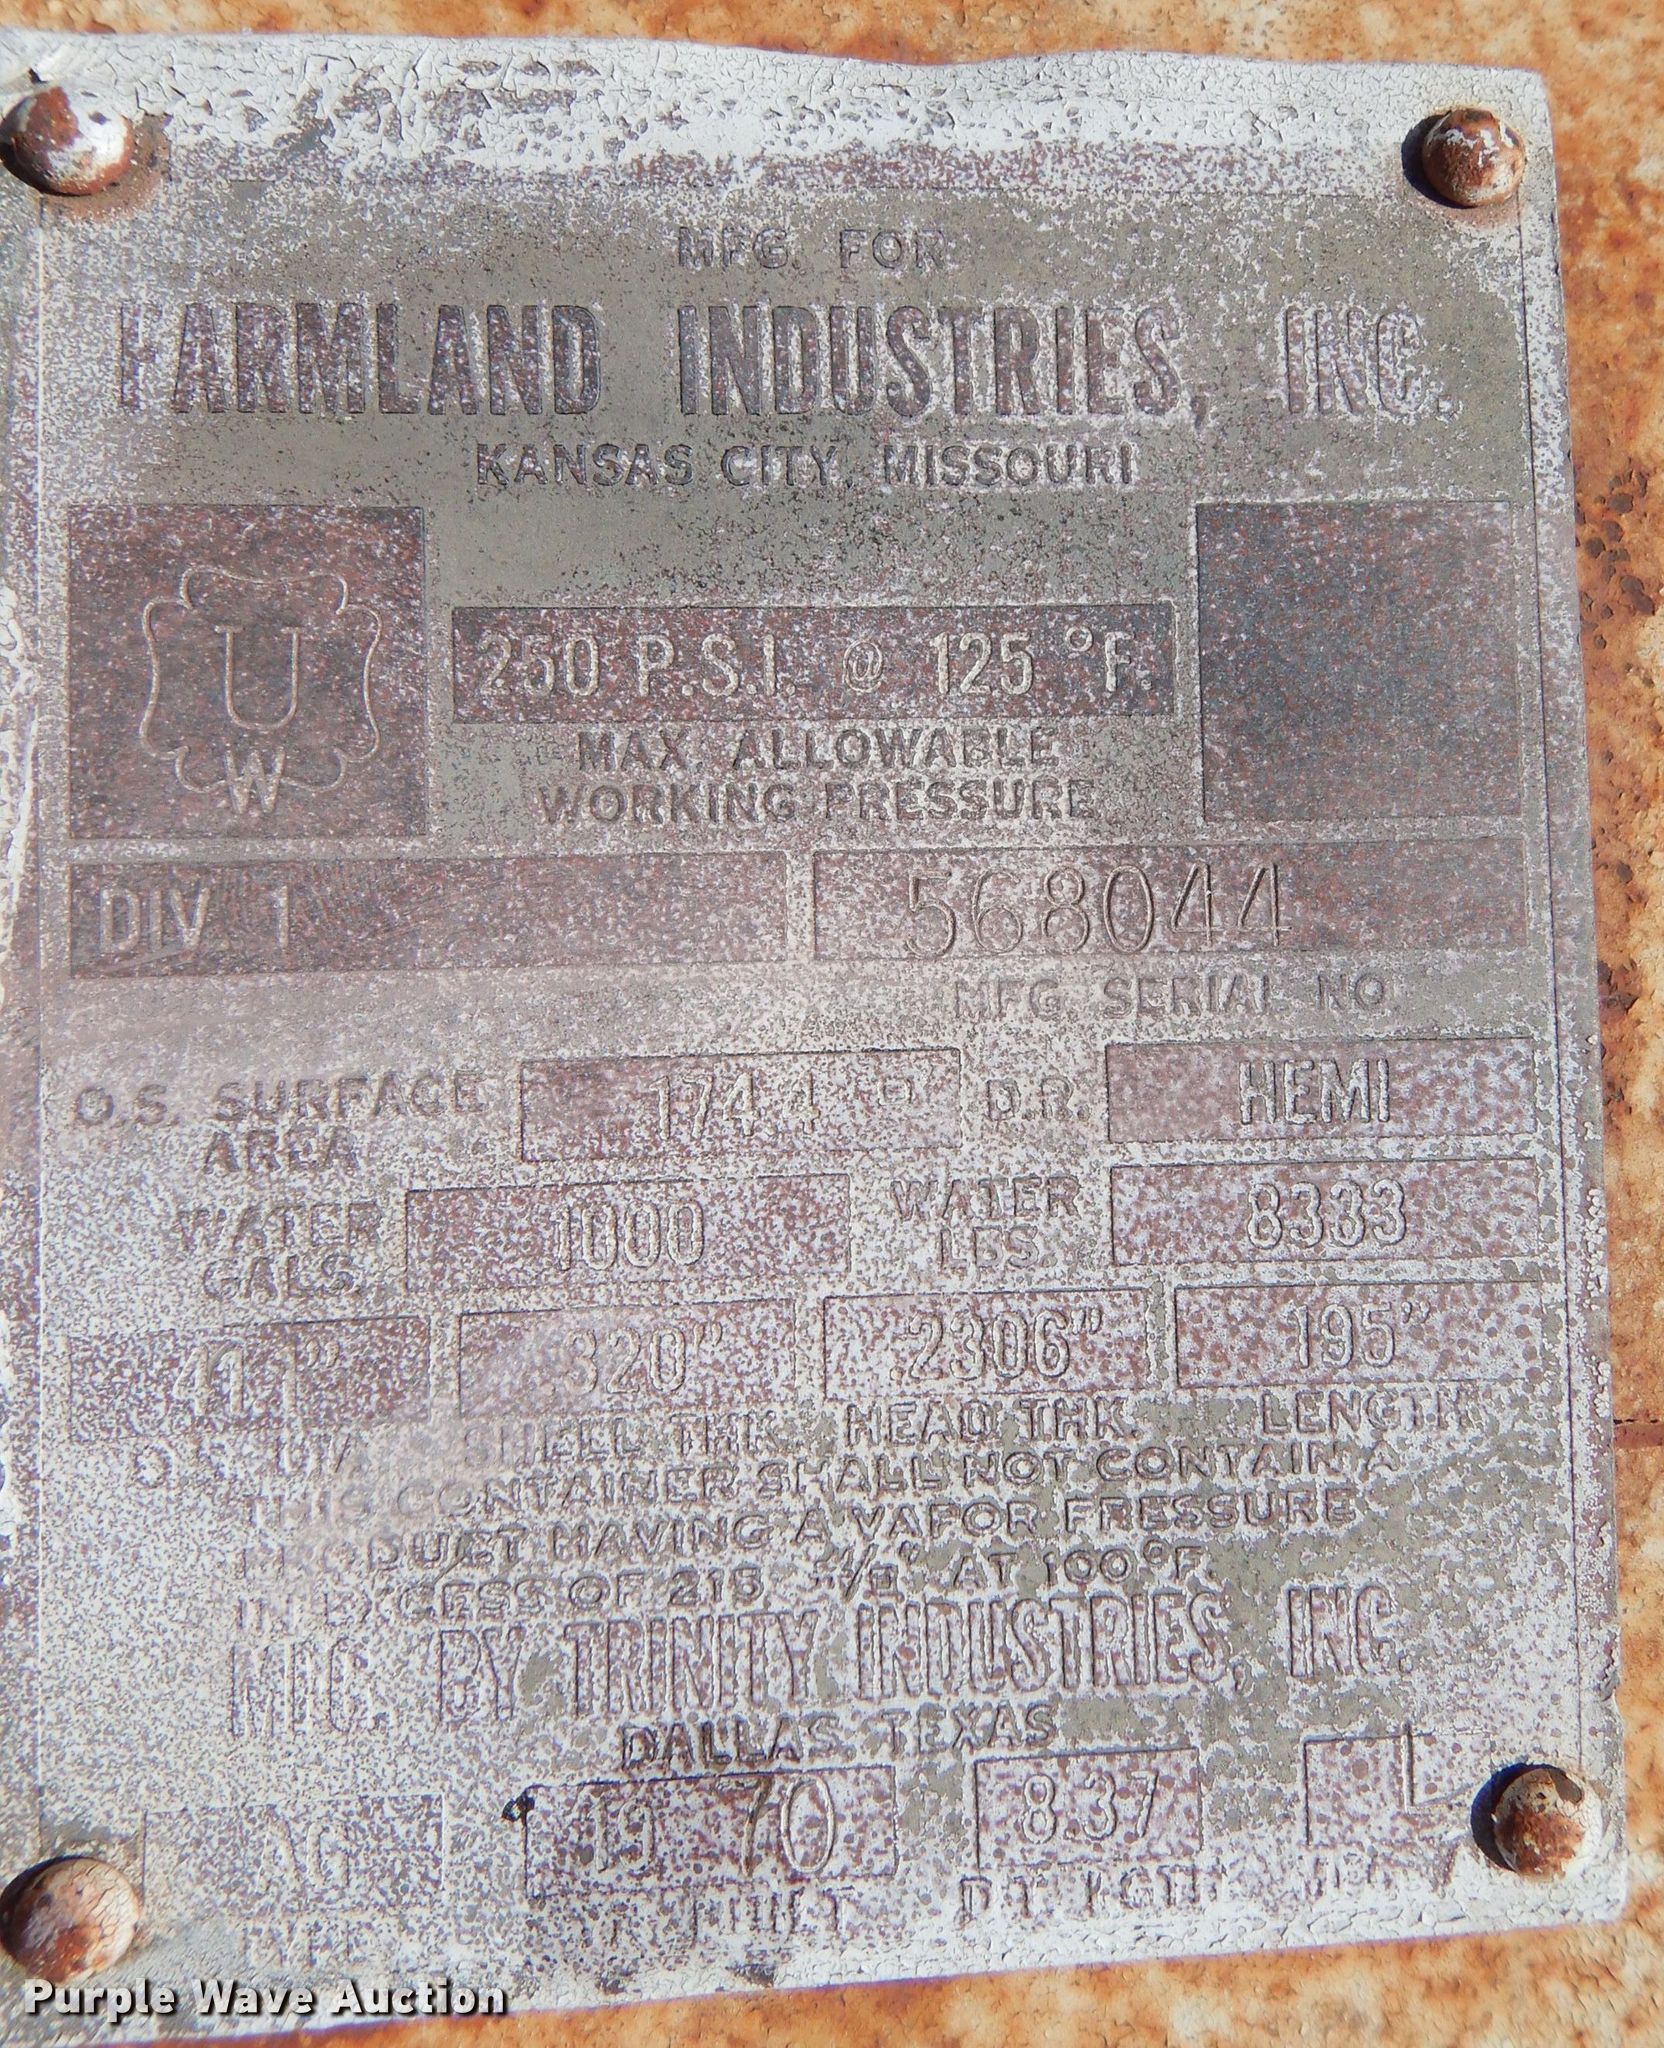 MFG. FOR
FARMLAND INDUSTRIES, INC.
KANSAS CITY, MISSOURI
U
W
250 P.S.I. @ 125 °F.
MAX. ALLOWABLE
WORKING PRESSURE
DIV. 1
568044
MFG. SERIAL NO.
O.S. SURFACE AREA 174.4 □ D.R. HEMI
WATER GALS. 1000 WATER LBS. 8333
.320" .2306" 195"
SHELL THK. HEAD THK. LENGTH
THIS CONTAINER SHALL NOT CONTAIN A
PRODUCT HAVING A VAPOR PRESSURE
IN EXCESS OF 215 #/□" AT 100°F.
MFG. BY TRINITY INDUSTRIES, INC.
DALLAS, TEXAS
19 70 8.37
TYPE
Purple Wave Auction